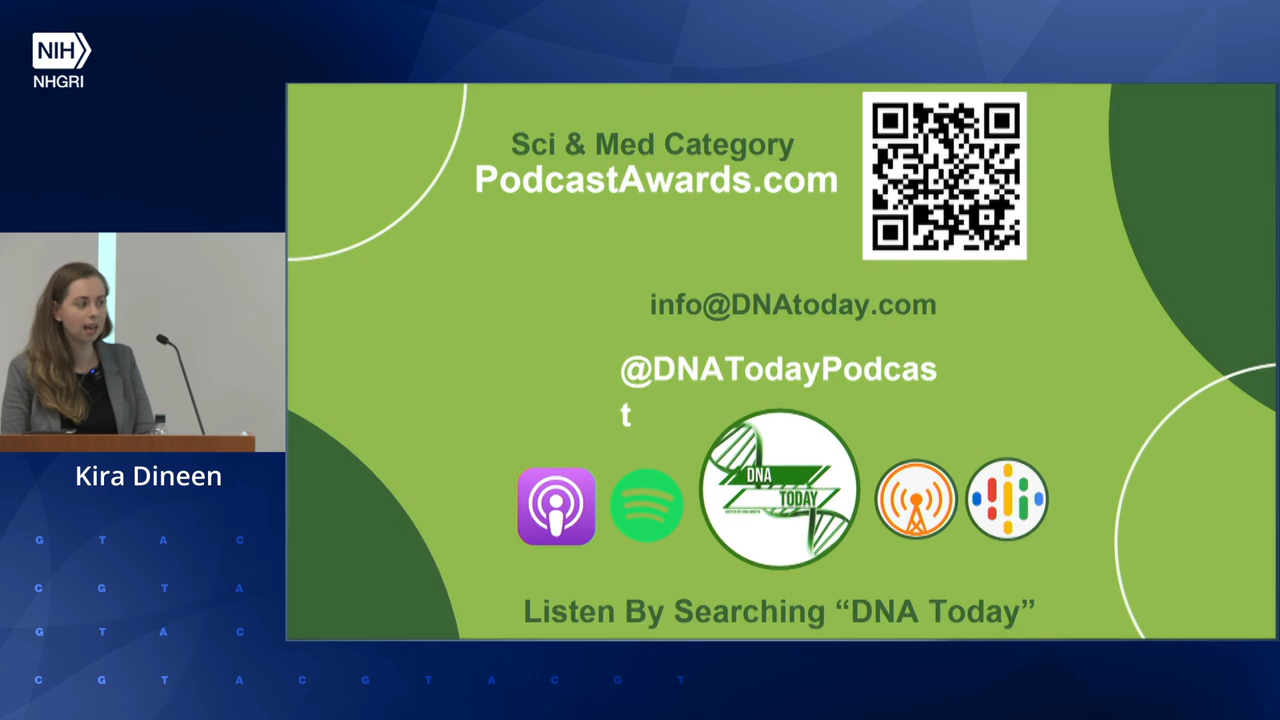 NIH
NHGRI
Sci & Med Category
PodcastAwards.com
info@DNAtoday.com
@DNATodayPodcas
t
DNA
TODAY
Listen By Searching “DNA Today”
Kira Dineen
G T A C
C G T A
G T A C
C G T A C G T A C G T